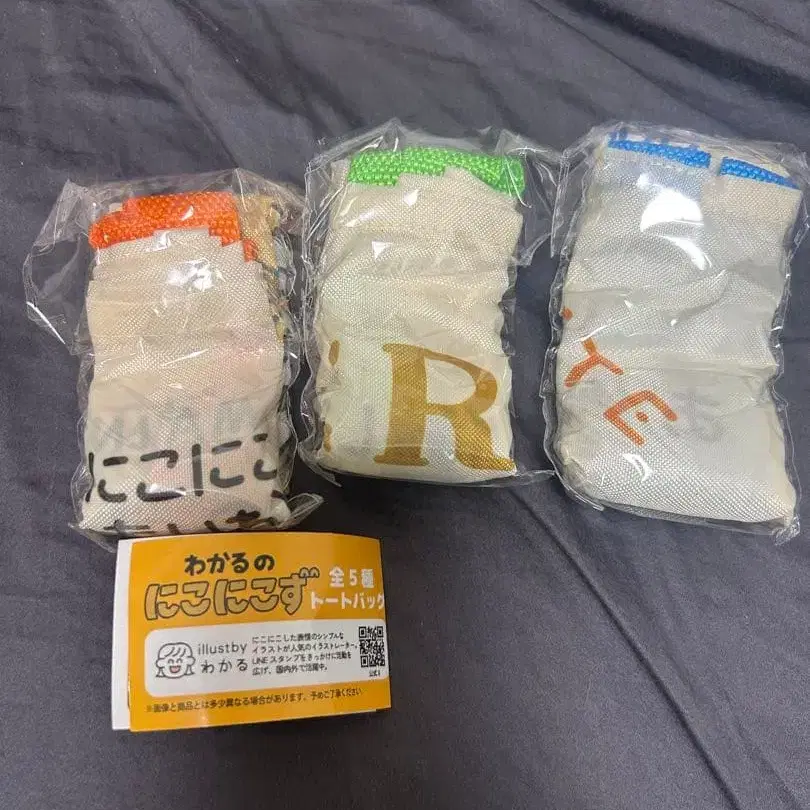 にこにこ
R
YE
わかるの
にこにこず
全5種
トートバッグ
illustby
わかる
にこにこした表情のシンプルな
イラストが人気のイラストレーター。
LINEスタンプをきっかけに活動を
広げ、国内外で活躍中。
※画像と商品とは多少異なる場合があります。予めご了承ください。